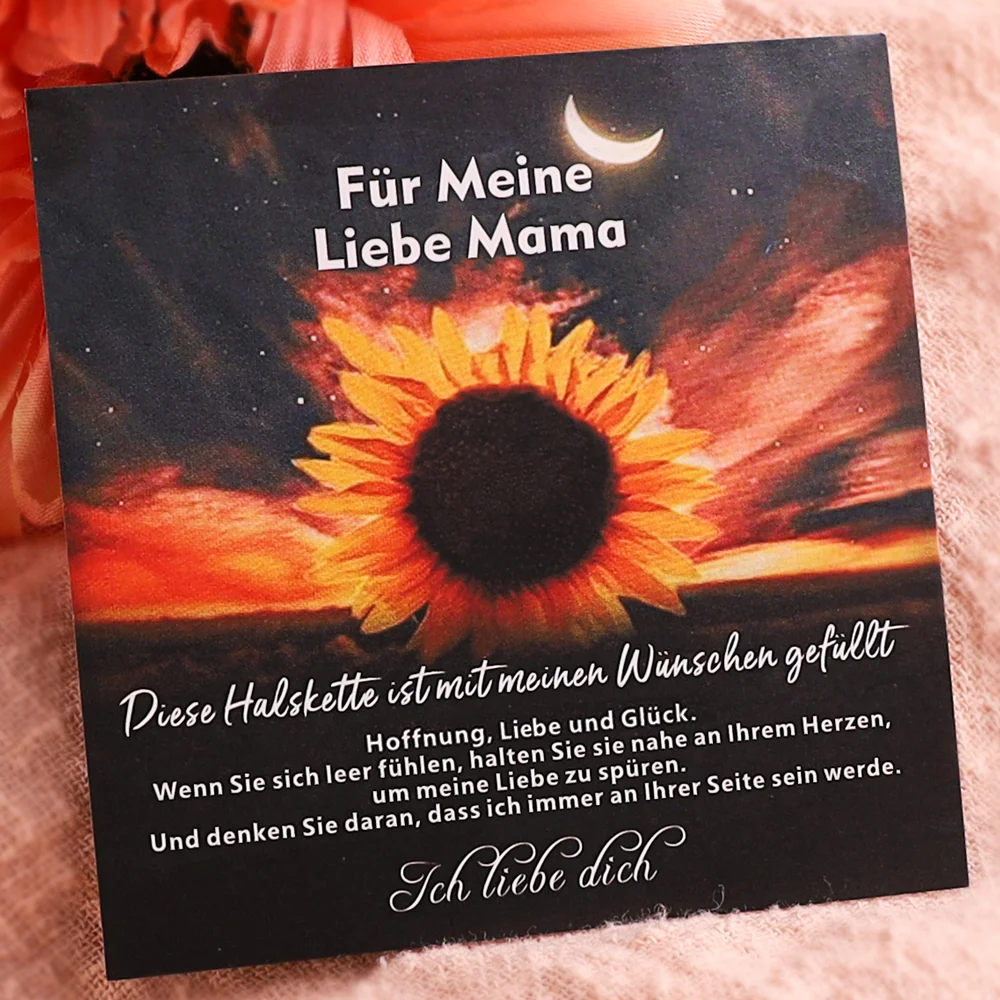 Für Meine
Liebe Mama
Diese Halskette ist mit meinen Wünschen gefüllt
Hoffnung, Liebe und Glück.
Wenn Sie sich leer fühlen, halten Sie sie nahe an Ihrem Herzen,
um meine Liebe zu spüren.
Und denken Sie daran, dass ich immer an Ihrer Seite sein werde.
Ich liebe dich